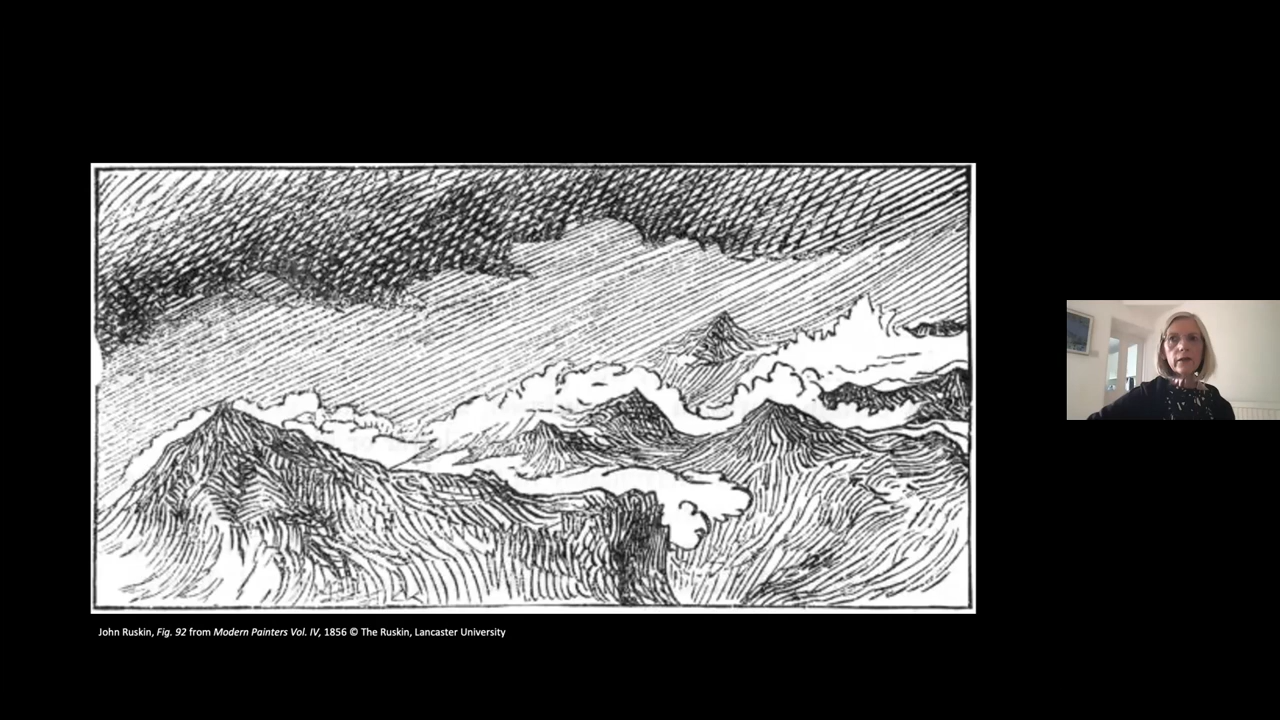 John Ruskin, Fig. 92 from Modern Painters Vol. IV, 1856 © The Ruskin, Lancaster University